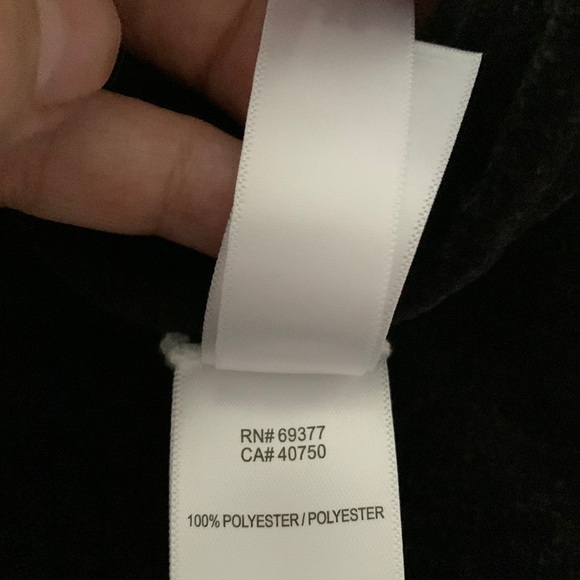 RN# 69377
CA# 40750
100% POLYESTER / POLYESTER